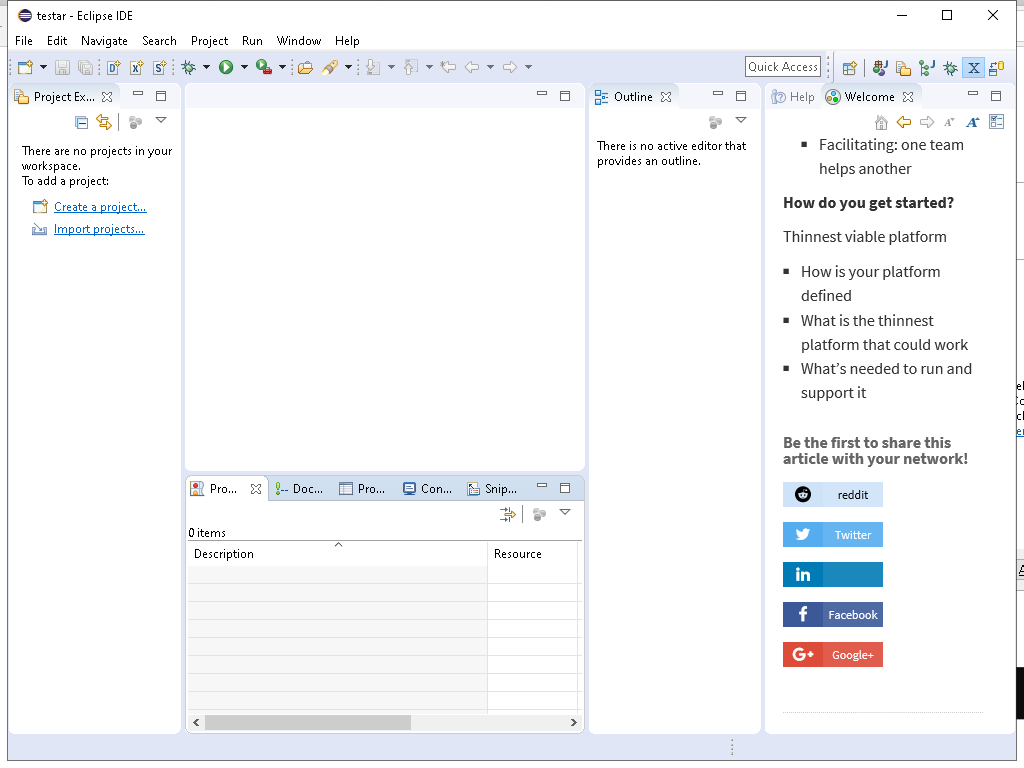 testar - Eclipse IDE
File Edit Navigate Search Project Run Window Help
Quick Access
Project Ex...
There are no projects in your
workspace.
To add a project:
Create a project...
Import projects...
Outline
There is no active editor that
provides an outline.
Help Welcome
Facilitating: one team
helps another
How do you get started?
Thinnest viable platform
How is your platform
defined
What is the thinnest
platform that could work
What's needed to run and
support it
Be the first to share this
article with your network!
reddit
Twitter
in
Facebook
Google+
Pro... Doc... Pro... Con... Snip...
0 items
Description Resource